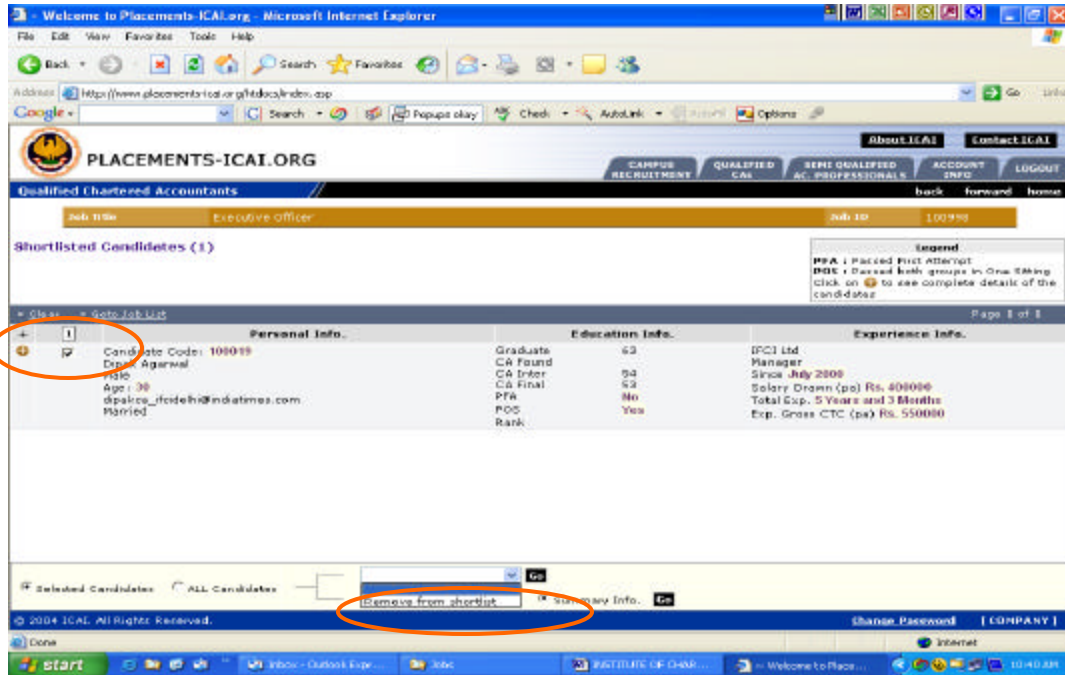 - Welcome to Placements-ICAI.org - Microsoft Internet Explorer
File Edit View Favorites Tools Help
Back Search Favorites
Address http://www.placements-icai.org/htdocs/index.asp Go Links
Google Search Popups okay Check AutoLink Options
About ICAI Contact ICAI
PLACEMENTS-ICAI.ORG
CAMPUS RECRUITMENT QUALIFIED CAs SEMI QUALIFIED AC. PROFESSIONALS ACCOUNT INFO LOGOUT
Qualified Chartered Accountants // back forward home
Job Title Executive Officer Job ID 100998
Shortlisted Candidates (1)
Legend
PFA : Passed First Attempt
POS : Passed both groups in One Sitting
Click on to see complete details of the
candidates
Clear Goto Job List Page 1 of 1
+ 1 Personal Info. Education Info. Experience Info.
Candidate Code: 100019 Graduate 63 IFCI Ltd
Dipak Agarwal CA Found Manager
Male CA Inter 54 Since July 2000
Age : 30 CA Final 53 Salary Drawn (pa) Rs. 400000
dipakca_ifcidelhi@indiatimes.com PFA No Total Exp. 5 Years and 3 Months
Married POS Yes Exp. Gross CTC (pa) Rs. 550000
Rank
Selected Candidates ALL Candidates Go
Remove from shortlist Summary Info. Go
© 2004 ICAI. All Rights Reserved. Change Password [ COMPANY ]
Done Internet
start Inbox - Outlook Expr... Jobs INSTITUTE OF CHAR... -- Welcome to Place... 10:40 AM